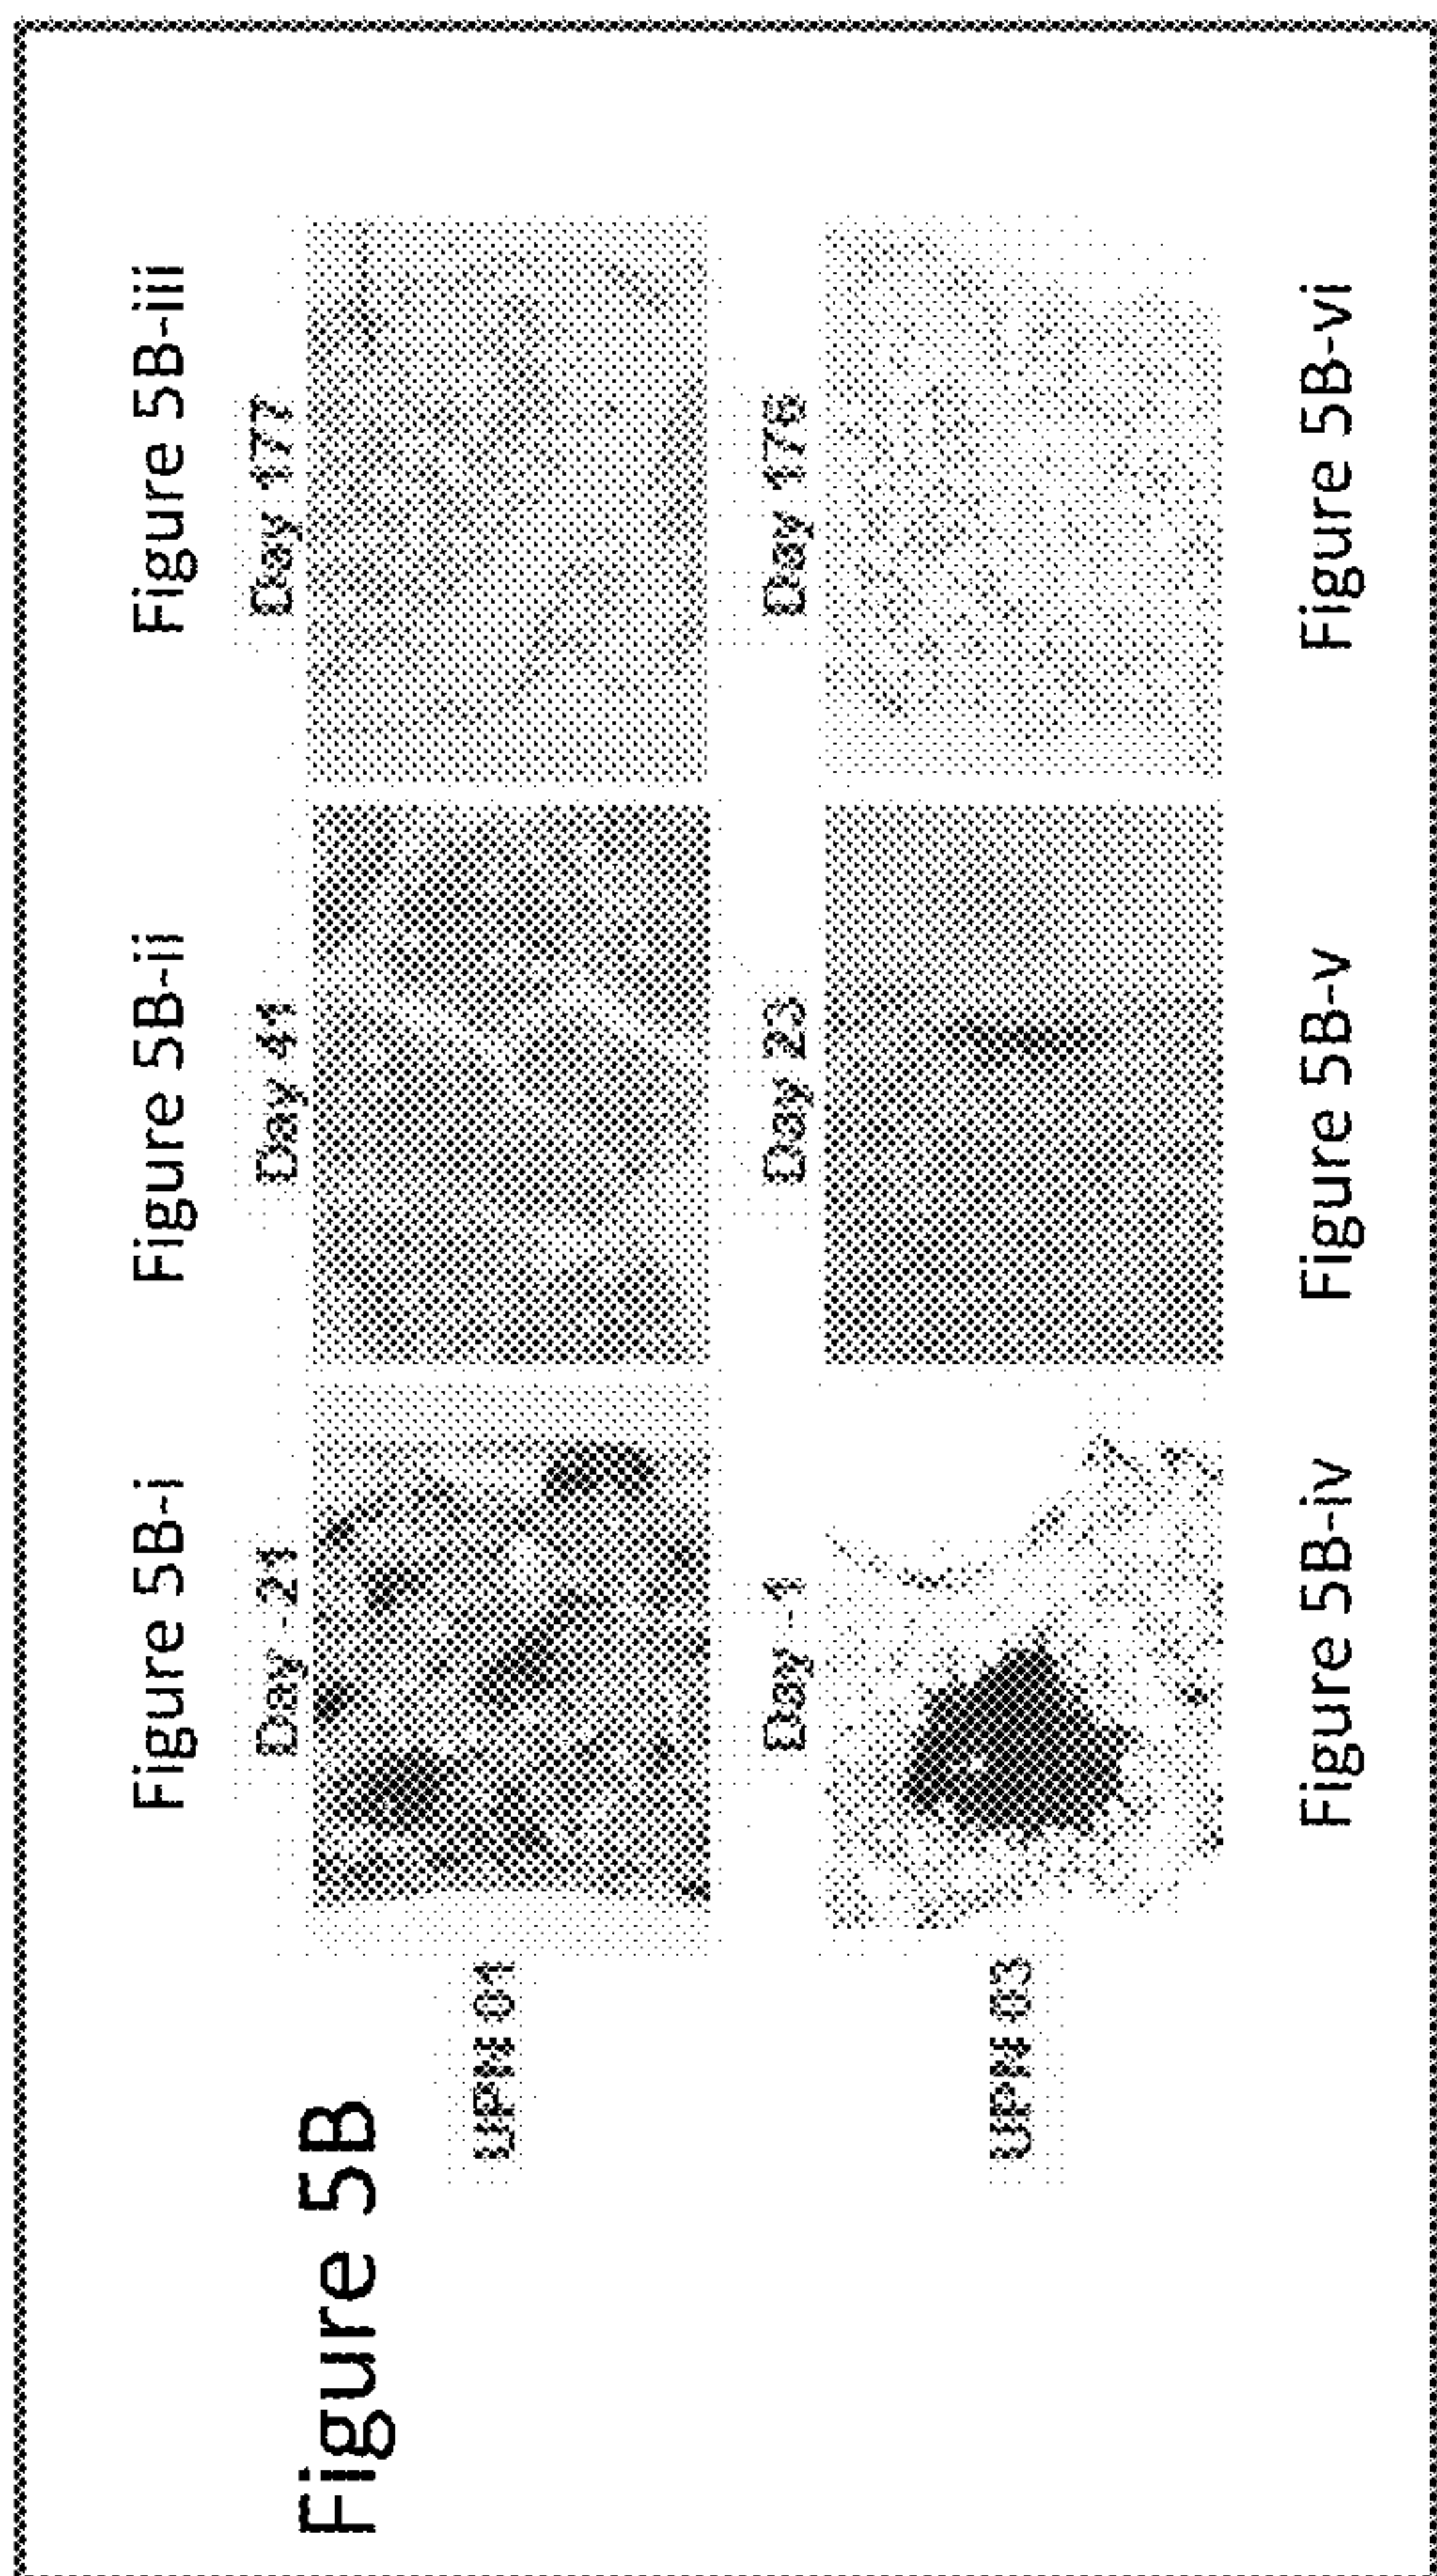 Figure 5B-i Figure 5B-ii Figure 5B-iii
Figure 5B
Day -21 Day 41 Day 177
UPN 01
Day -1 Day 23 Day 176
UPN 03
Figure 5B-iv Figure 5B-v Figure 5B-vi